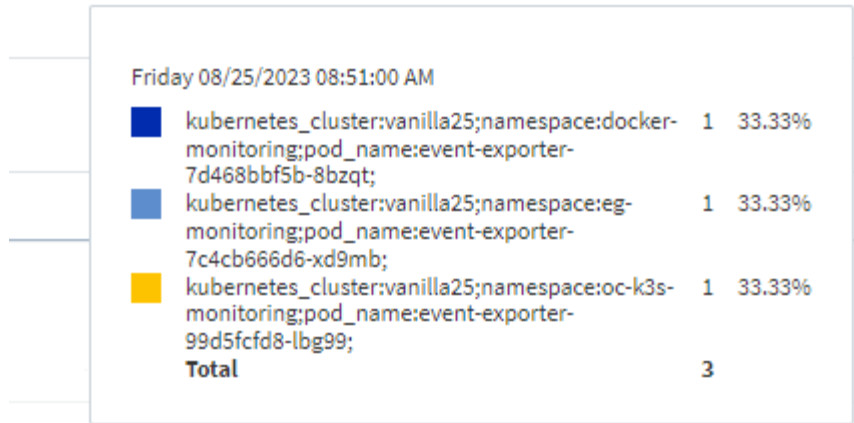 Friday 08/25/2023 08:51:00 AM
kubernetes_cluster:vanilla25;namespace:docker- 1 33.33%
monitoring;pod_name:event-exporter-
7d468bbf5b-8bzqt;
kubernetes_cluster:vanilla25;namespace:eg- 1 33.33%
monitoring;pod_name:event-exporter-
7c4cb666d6-xd9mb;
kubernetes_cluster:vanilla25;namespace:oc-k3s- 1 33.33%
monitoring;pod_name:event-exporter-
99d5fcfd8-lbg99;
Total 3